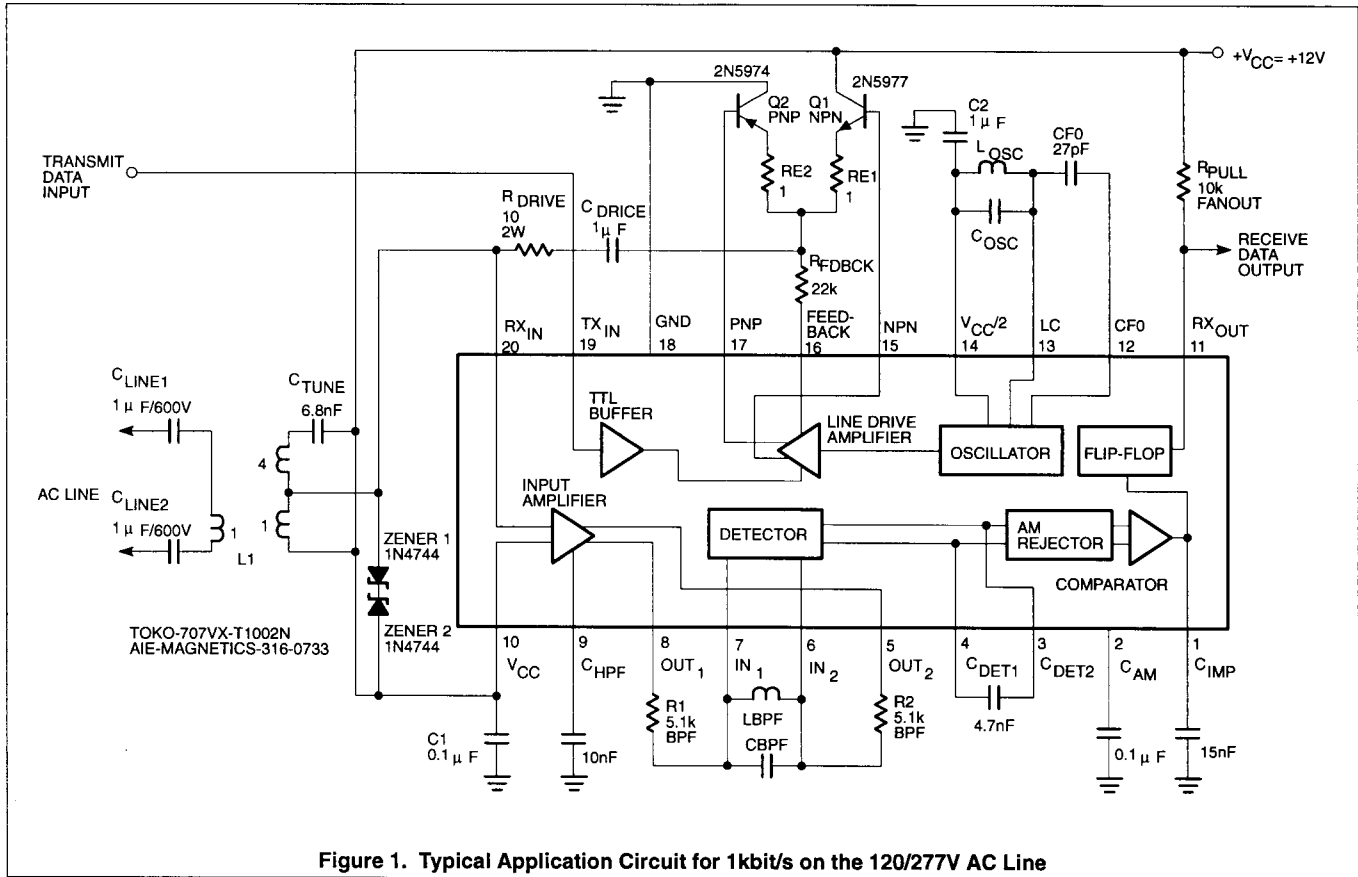 +VCC= +12V
2N5974
2N5977
Q2
PNP
Q1
NPN
C2
1 µ F
LOSC
CF0
27pF
TRANSMIT
DATA
INPUT
RE2
1
RE1
1
RPULL
10k
FANOUT
R DRIVE
10
2W
C DRICE
1 µ F
COSC
RECEIVE
DATA
OUTPUT
RFDBCK
22k
RXIN
20
TXIN
19
GND
18
PNP
17
FEED-
BACK
16
NPN
15
VCC/2
14
LC
13
CF0
12
RXOUT
11
CLINE1
1 µ F/600V
CTUNE
6.8nF
TTL
BUFFER
LINE DRIVE
AMPLIFIER
OSCILLATOR
FLIP-FLOP
4
AC LINE
CLINE2
1 µ F/600V
1
1
L1
INPUT
AMPLIFIER
ZENER 1
1N4744
DETECTOR
AM
REJECTOR
COMPARATOR
TOKO-707VX-T1002N
AIE-MAGNETICS-316-0733
ZENER 2
1N4744
10
VCC
9
CHPF
8
OUT1
7
IN1
6
IN2
5
OUT2
4
CDET1
3
CDET2
2
CAM
1
CIMP
C1
0.1 µ F
10nF
R1
5.1k
BPF
LBPF
CBPF
R2
5.1k
BPF
4.7nF
0.1 µ F
15nF
Figure 1. Typical Application Circuit for 1kbit/s on the 120/277V AC Line